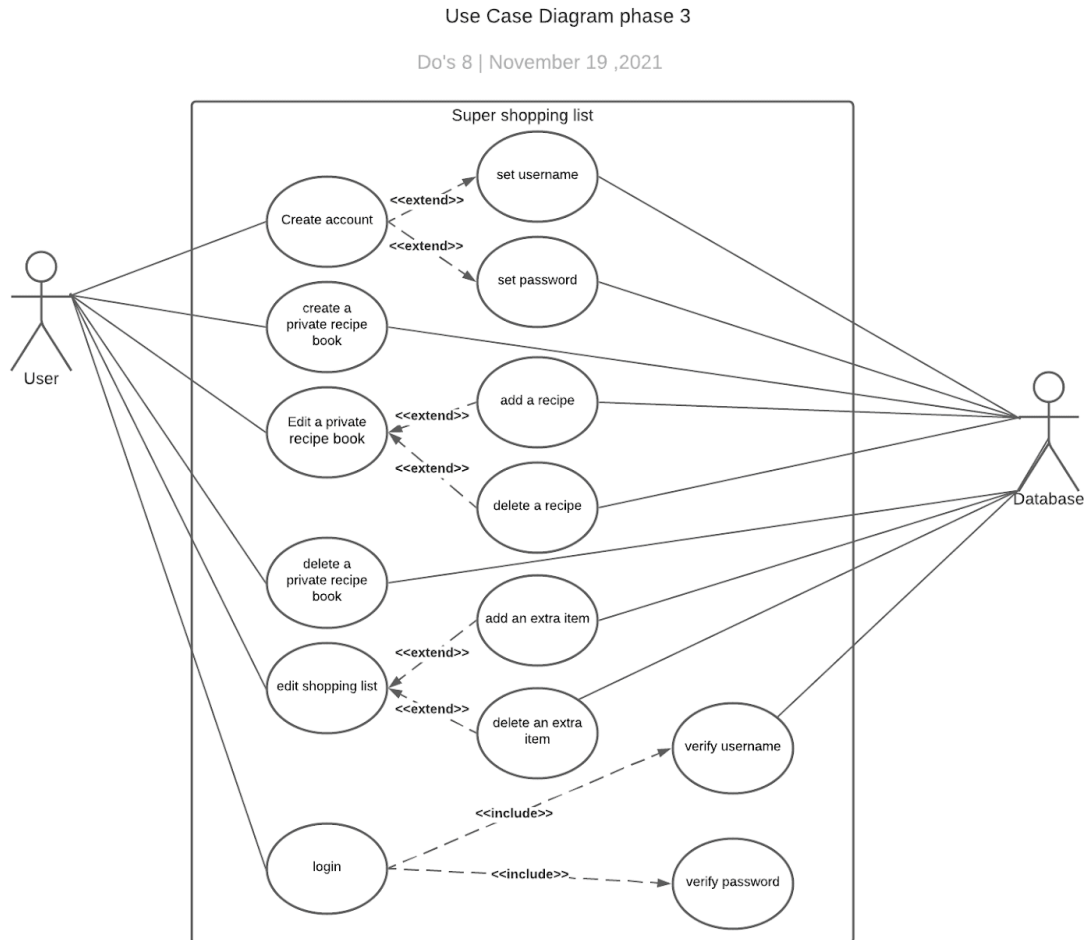 Use Case Diagram phase 3
Do's 8 | November 19 ,2021
Super shopping list
set username
<<extend>>
Create account
<<extend>>
set password
create a
private recipe
book
User
add a recipe
<<extend>>
Edit a private
recipe book
<<extend>>
delete a recipe
Database
delete a
private recipe
book
add an extra item
<<extend>>
edit shopping list
<<extend>>
delete an extra
item
verify username
<<include>>
login
<<include>>
verify password